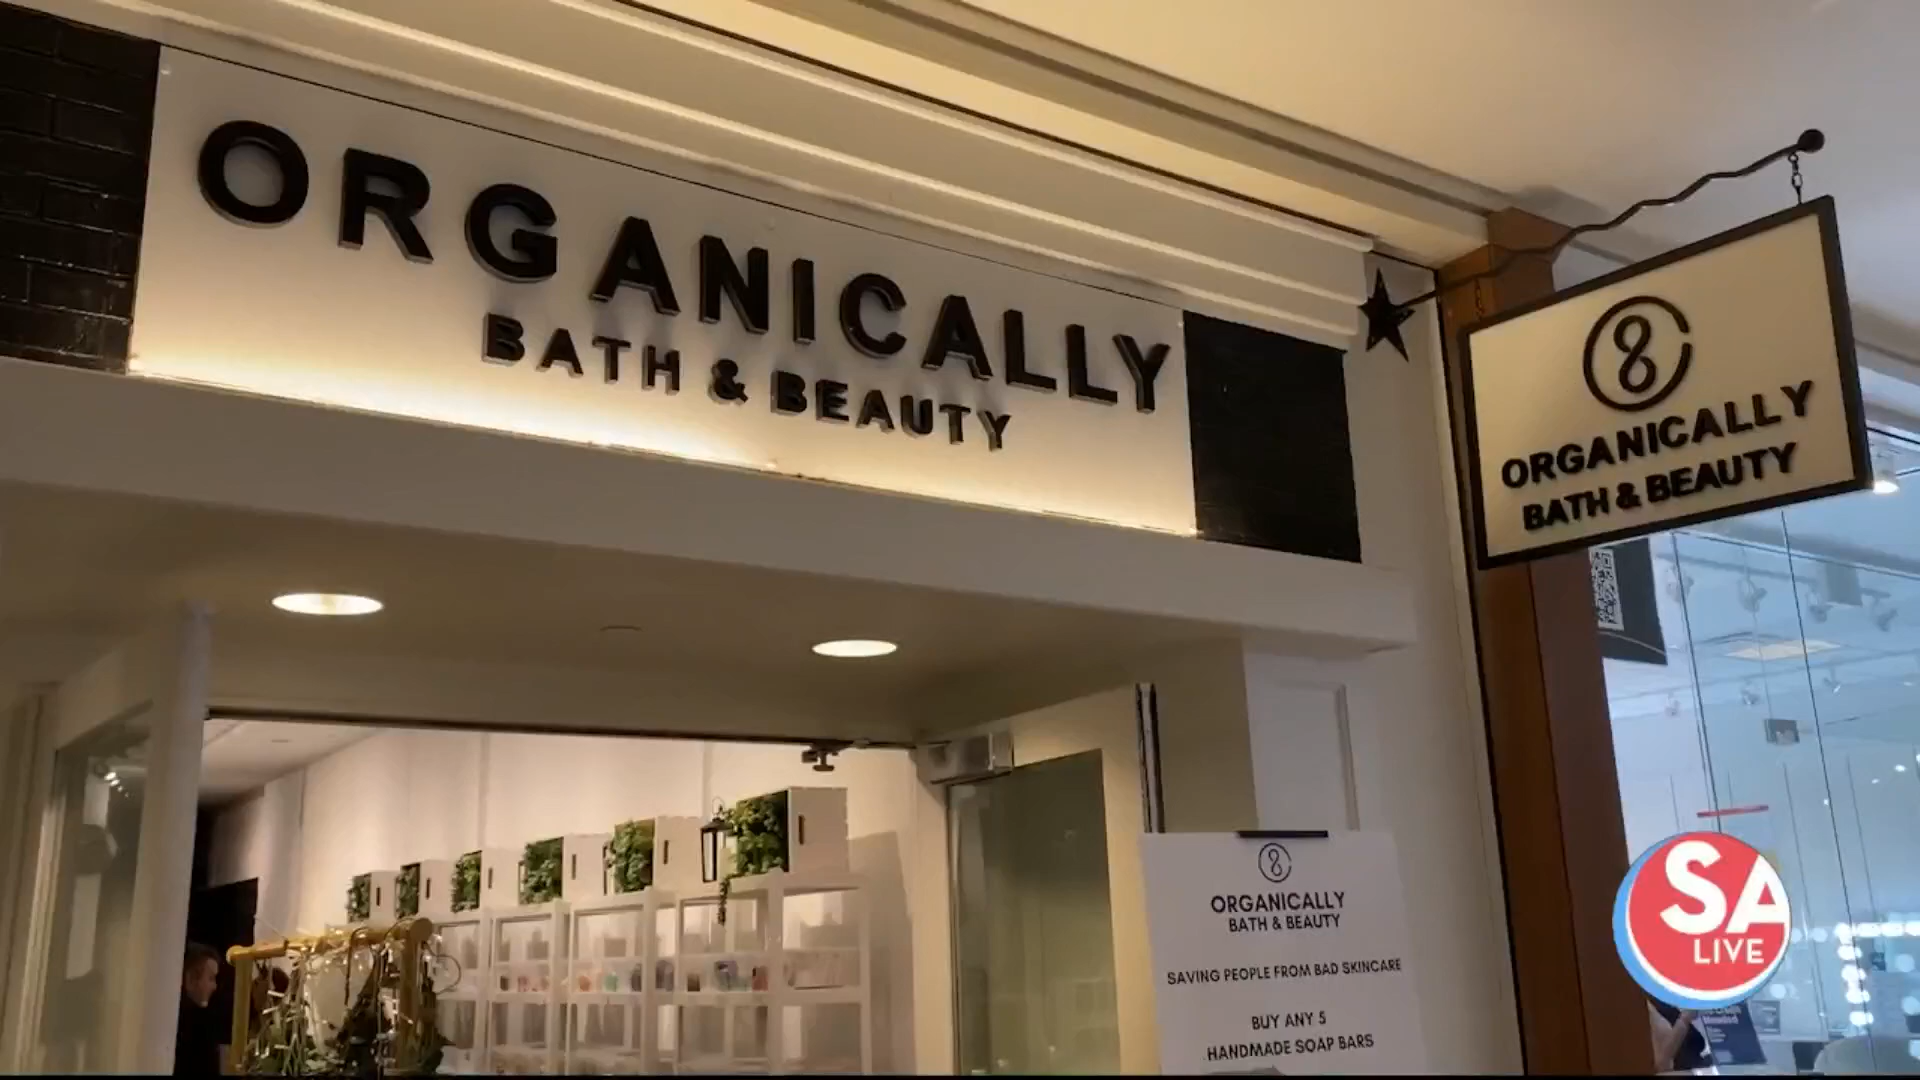 ORGANICALLY
BATH & BEAUTY
ORGANICALLY
BATH & BEAUTY
ORGANICALLY
BATH & BEAUTY
SAVING PEOPLE FROM BAD SKINCARE
BUY ANY 5
HANDMADE SOAP BARS
SA
LIVE